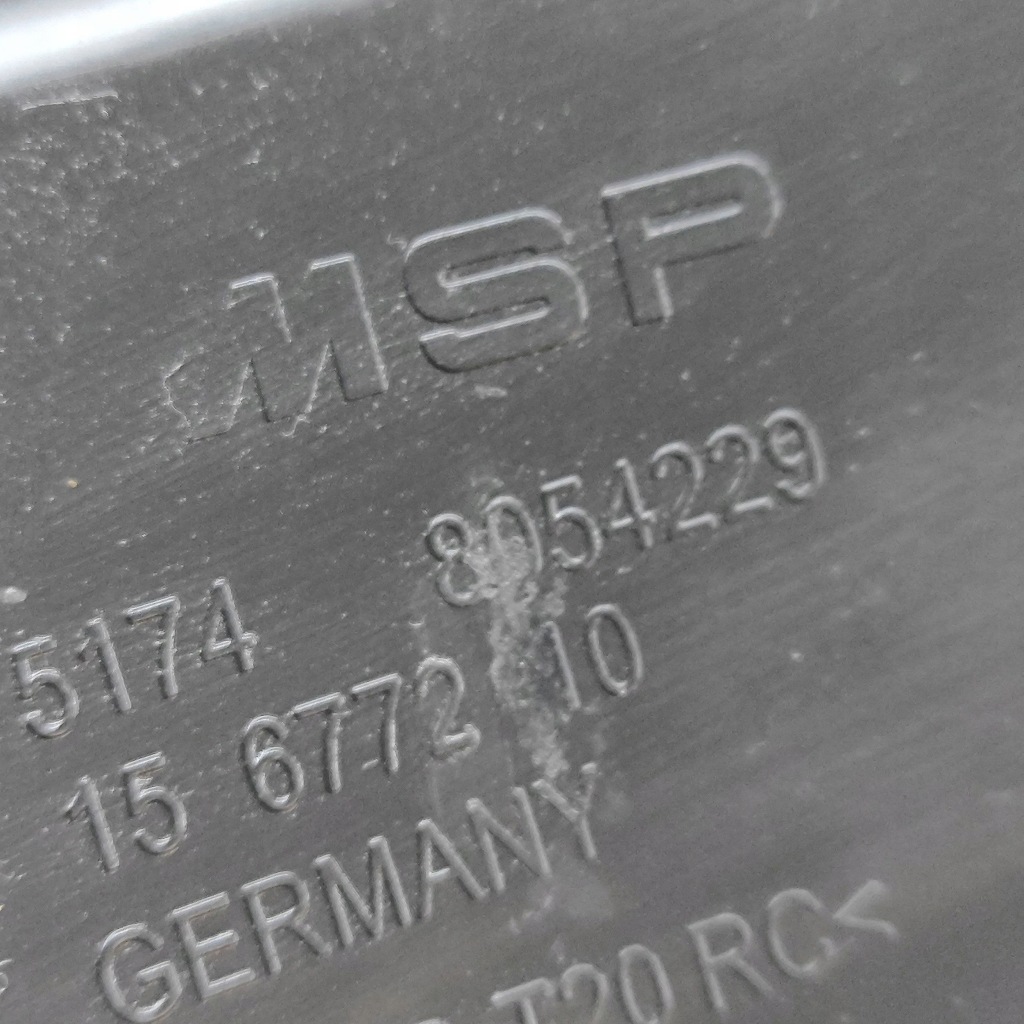 MSP
5174 8054229
15 6772 10
GERMANY
T20 RC<